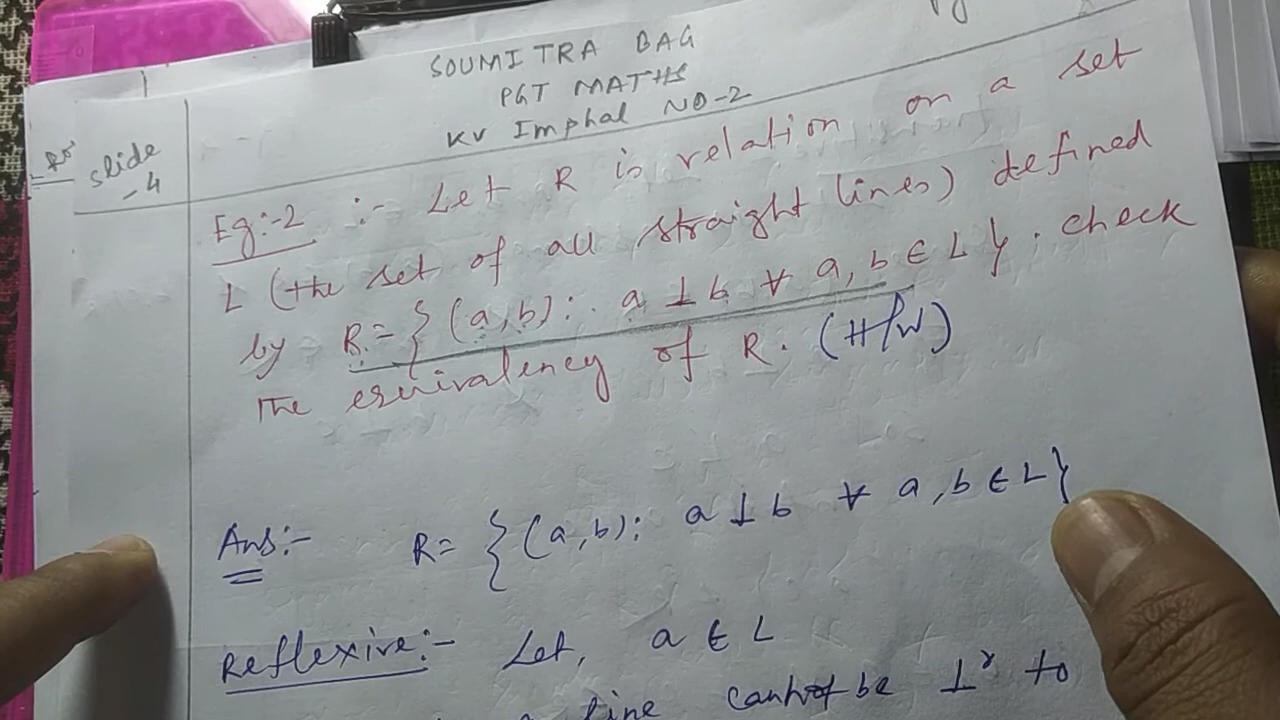 SOUMITRA BAG
PGT MATHS
KV Imphal NO-2
Slide
-4
Eg:-2 :- Let R is relation on a set
L (the set of all straight lines) defined
by R = {(a,b): a ⊥ b ∀ a, b ∈ L}. check
The equivalency of R. (H/W)
Ans:- R = {(a,b): a ⊥ b ∀ a, b ∈ L}
Reflexive:- Let, a ∈ L
line cannot be ⊥r to